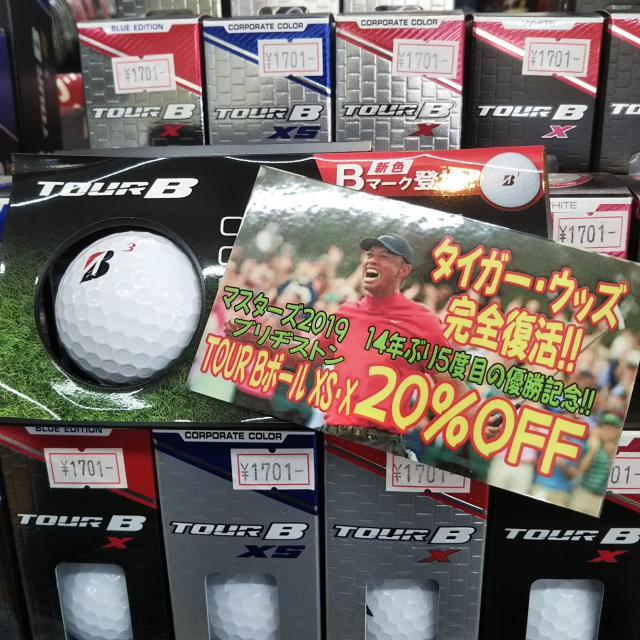 BLUE EDITION
¥1701-
TOUR B
X
CORPORATE COLOR
¥1701-
TOUR B
XS
CORPORATE COLOR
¥1701-
TOUR B
X
WHITE
¥1701-
TOUR B
X
TOUR B
新色
Bマーク登
B
3
B
WHITE
¥1701-
タイガー・ウッズ
完全復活!!
マスターズ2019
14年ぶり5度目の優勝記念!!
ブリヂストン
TOUR Bボール XS・X 20%OFF
BLUE EDITION
¥1701-
TOUR B
X
CORPORATE COLOR
¥1701-
TOUR B
XS
¥1701-
TOUR B
X
¥1701-
TOUR B
X